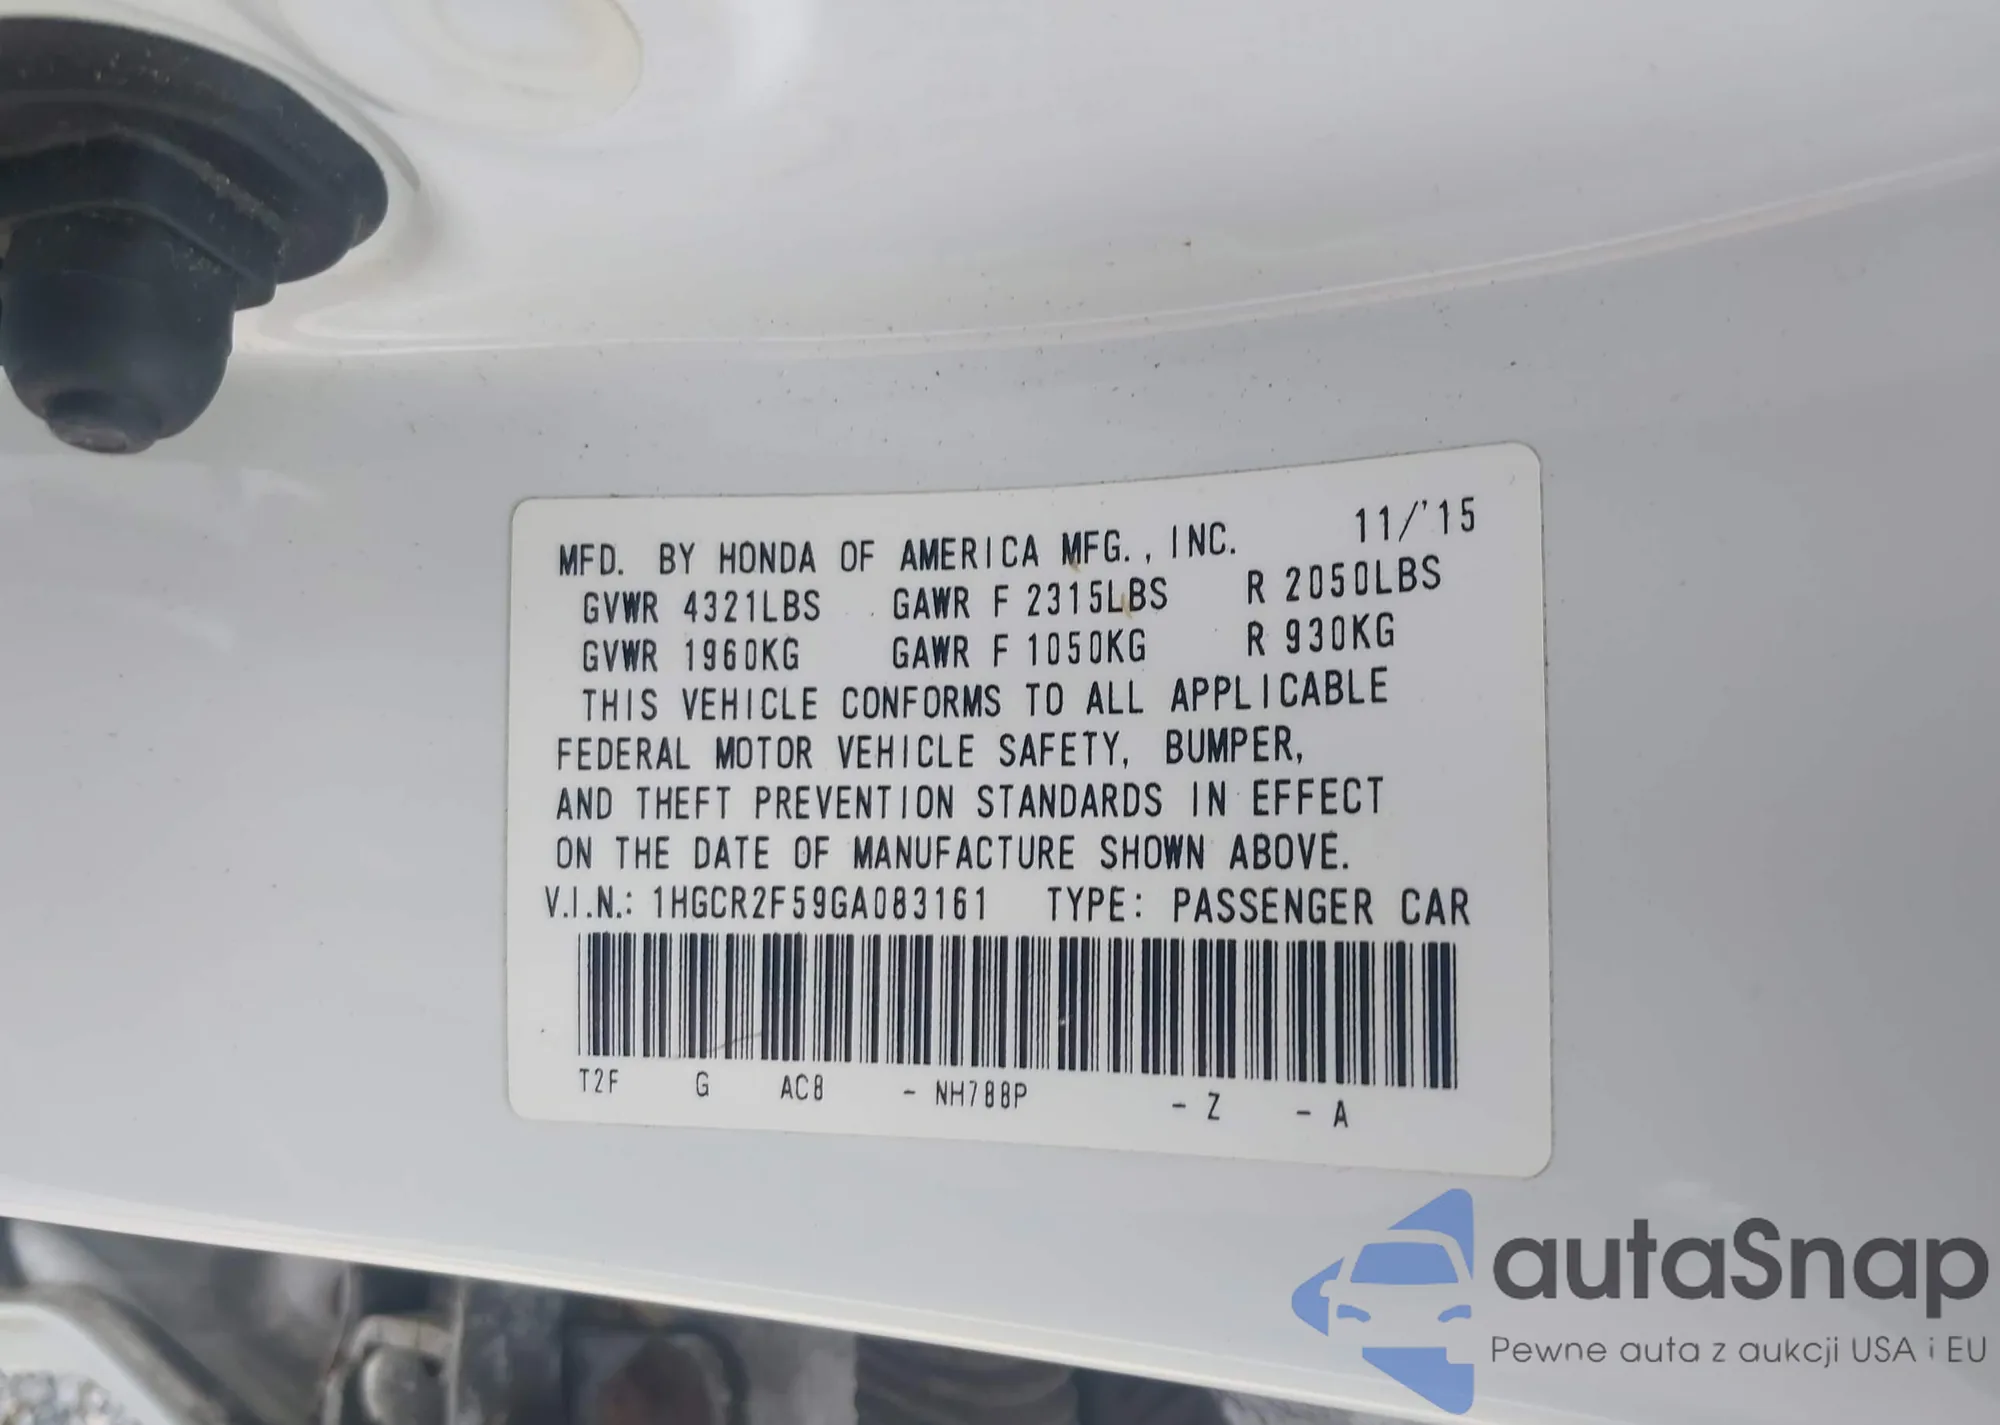 MFD. BY HONDA OF AMERICA MFG., INC. 11/'15
GVWR 4321LBS GAWR F 2315LBS R 2050LBS
GVWR 1960KG GAWR F 1050KG R 930KG
THIS VEHICLE CONFORMS TO ALL APPLICABLE
FEDERAL MOTOR VEHICLE SAFETY, BUMPER,
AND THEFT PREVENTION STANDARDS IN EFFECT
ON THE DATE OF MANUFACTURE SHOWN ABOVE.
V.I.N.: 1HGCR2F59GA083161 TYPE: PASSENGER CAR
T2F G AC8 - NH788P - Z - A
autaSnap
Pewne auta z aukcji USA i EU